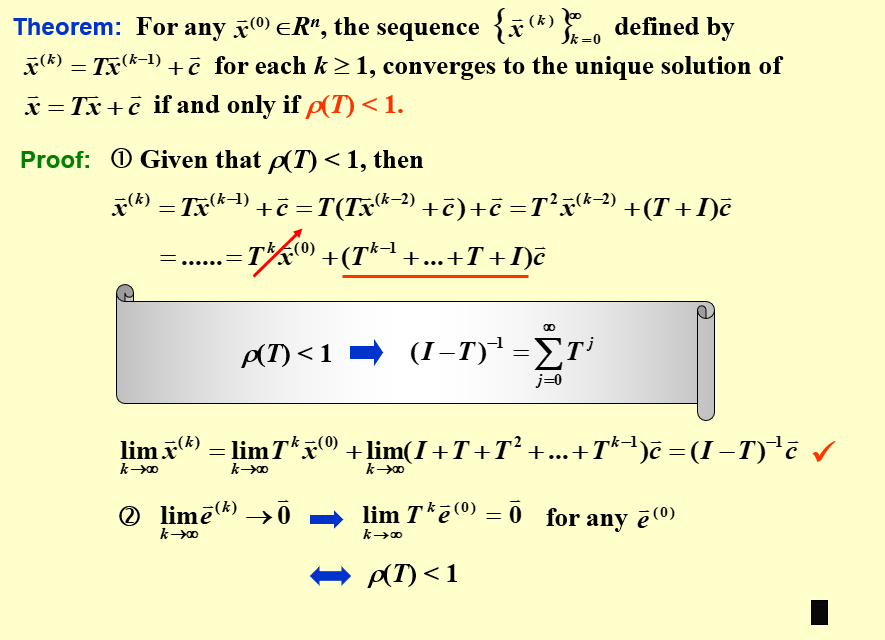 Theorem: For any $\vec{x}^{(0)} \in R^n$, the sequence $\left\{\vec{x}^{(k)}\right\}_{k=0}^{\infty}$ defined by
$\vec{x}^{(k)} = T\vec{x}^{(k-1)} + \vec{c}$ for each $k \geq 1$, converges to the unique solution of
$\vec{x} = T\vec{x} + \vec{c}$ if and only if $\rho(T) < 1$.
Proof: ① Given that $\rho(T) < 1$, then
$\vec{x}^{(k)} = T\vec{x}^{(k-1)} + \vec{c} = T(T\vec{x}^{(k-2)} + \vec{c}) + \vec{c} = T^2\vec{x}^{(k-2)} + (T + I)\vec{c}$
$= ...... = T^k\vec{x}^{(0)} + (T^{k-1} + ... + T + I)\vec{c}$
$\rho(T) < 1$ ➡ $(I - T)^{-1} = \sum_{j=0}^{\infty} T^j$
$\lim_{k \to \infty} \vec{x}^{(k)} = \lim_{k \to \infty} T^k\vec{x}^{(0)} + \lim_{k \to \infty}(I + T + T^2 + ... + T^{k-1})\vec{c} = (I - T)^{-1}\vec{c}$ ✓
② $\lim_{k \to \infty} \vec{e}^{(k)} \to \vec{0}$ ➡ $\lim_{k \to \infty} T^k\vec{e}^{(0)} = \vec{0}$ for any $\vec{e}^{(0)}$
⬌ $\rho(T) < 1$